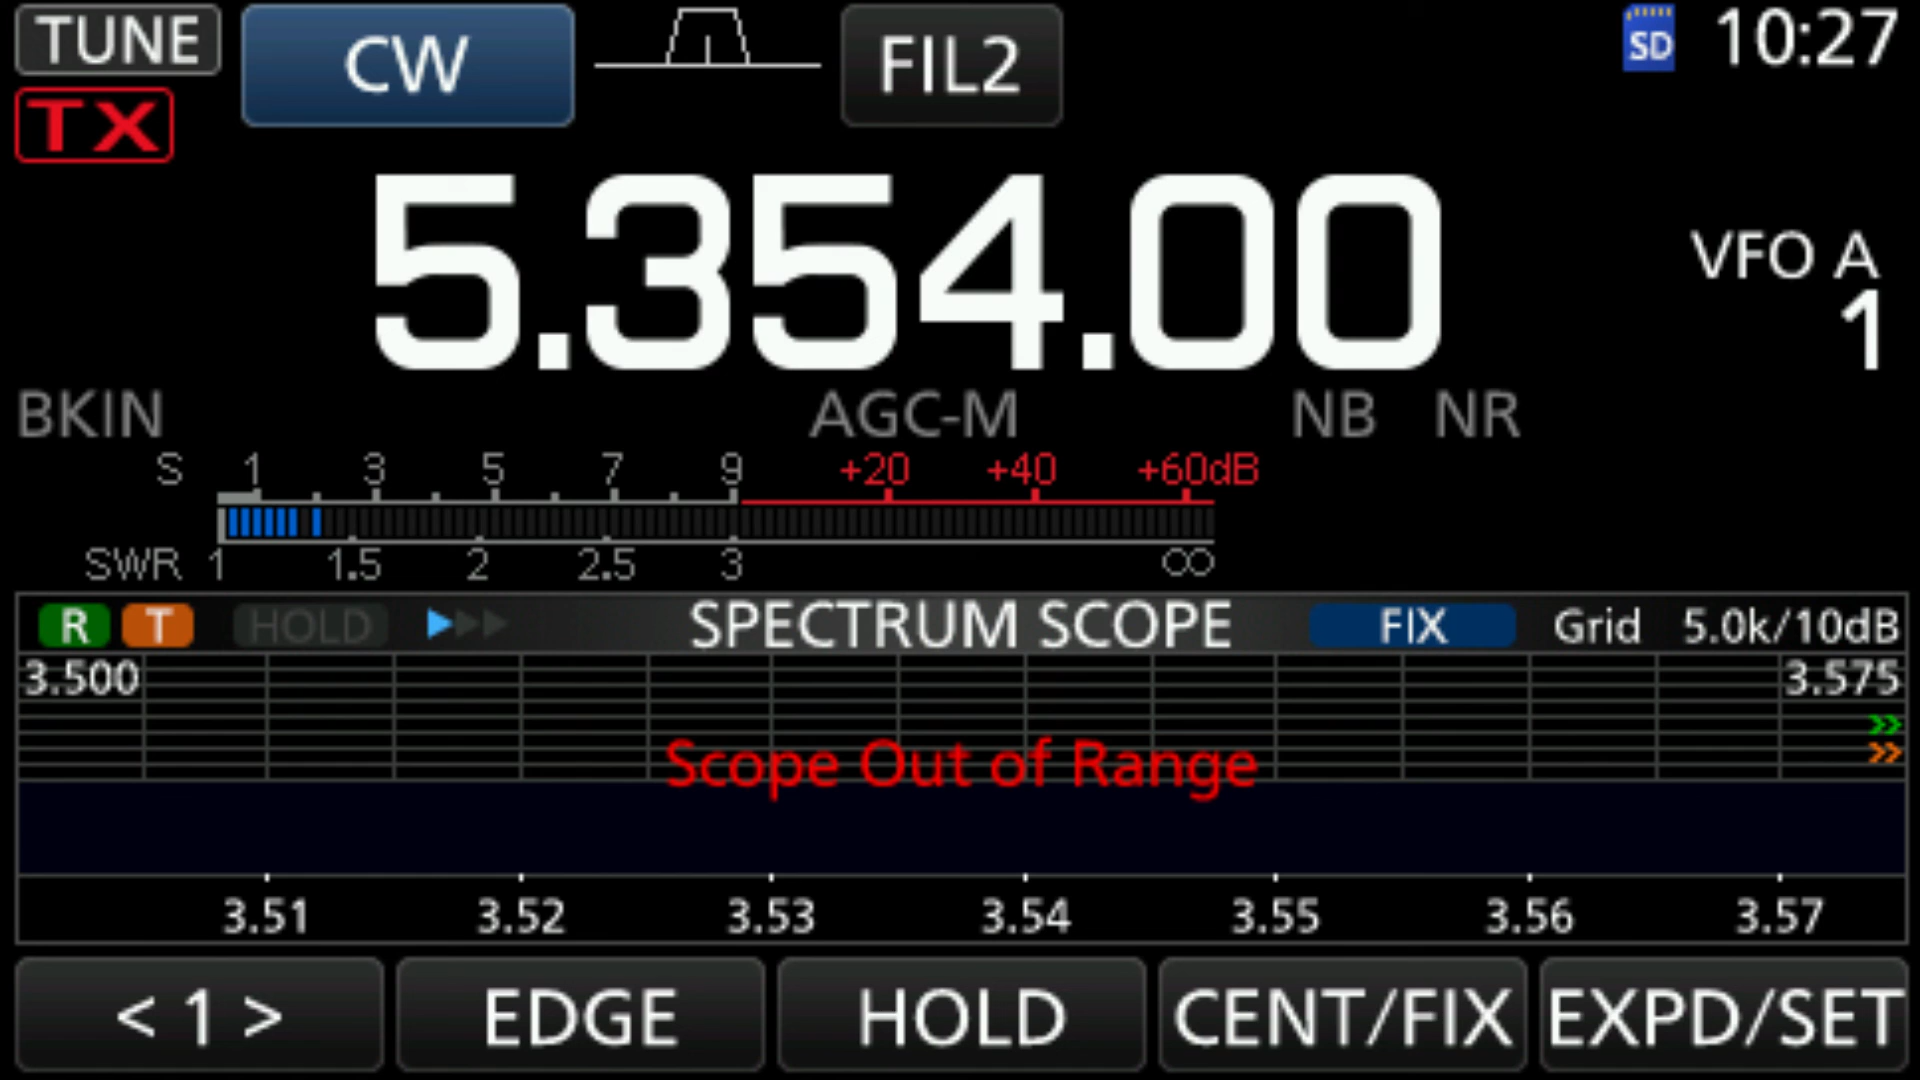 TUNE CW FIL2 SD 10:27
TX
5.354.00
VFO A
1
BKIN AGC-M NB NR
S 1 3 5 7 9 +20 +40 +60dB
SWR 1 1.5 2 2.5 3 ∞
R T HOLD SPECTRUM SCOPE FIX Grid 5.0k/10dB
3.500 3.575
Scope Out of Range
3.51 3.52 3.53 3.54 3.55 3.56 3.57
< 1 > EDGE HOLD CENT/FIX EXPD/SET